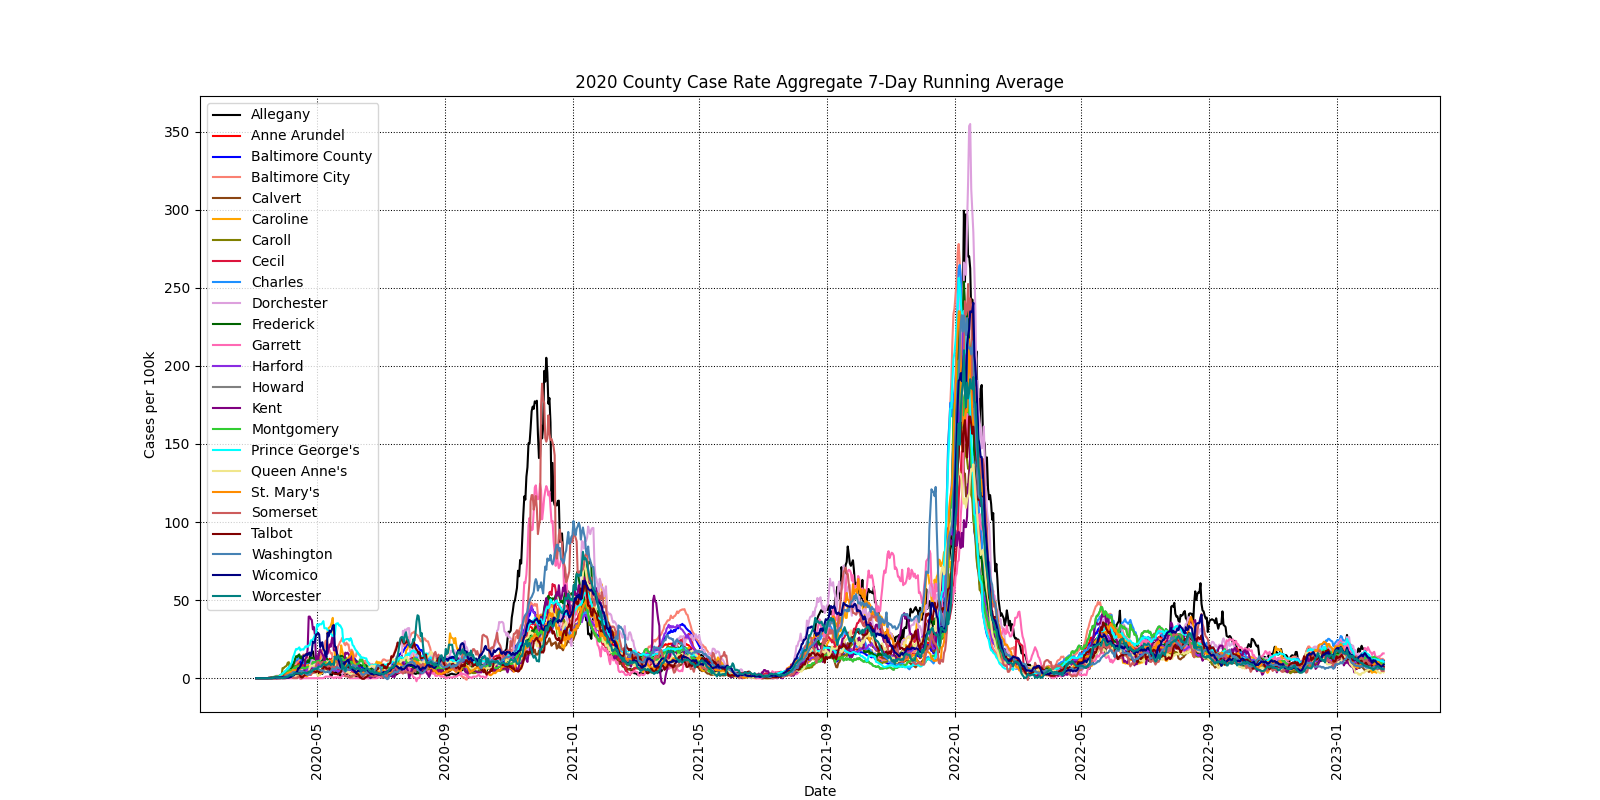 2020 County Case Rate Aggregate 7-Day Running Average
Cases per 100k
350
300
250
200
150
100
50
0
Allegany
Anne Arundel
Baltimore County
Baltimore City
Calvert
Caroline
Caroll
Cecil
Charles
Dorchester
Frederick
Garrett
Harford
Howard
Kent
Montgomery
Prince George's
Queen Anne's
St. Mary's
Somerset
Talbot
Washington
Wicomico
Worcester
2020-05
2020-09
2021-01
2021-05
2021-09
2022-01
2022-05
2022-09
2023-01
Date